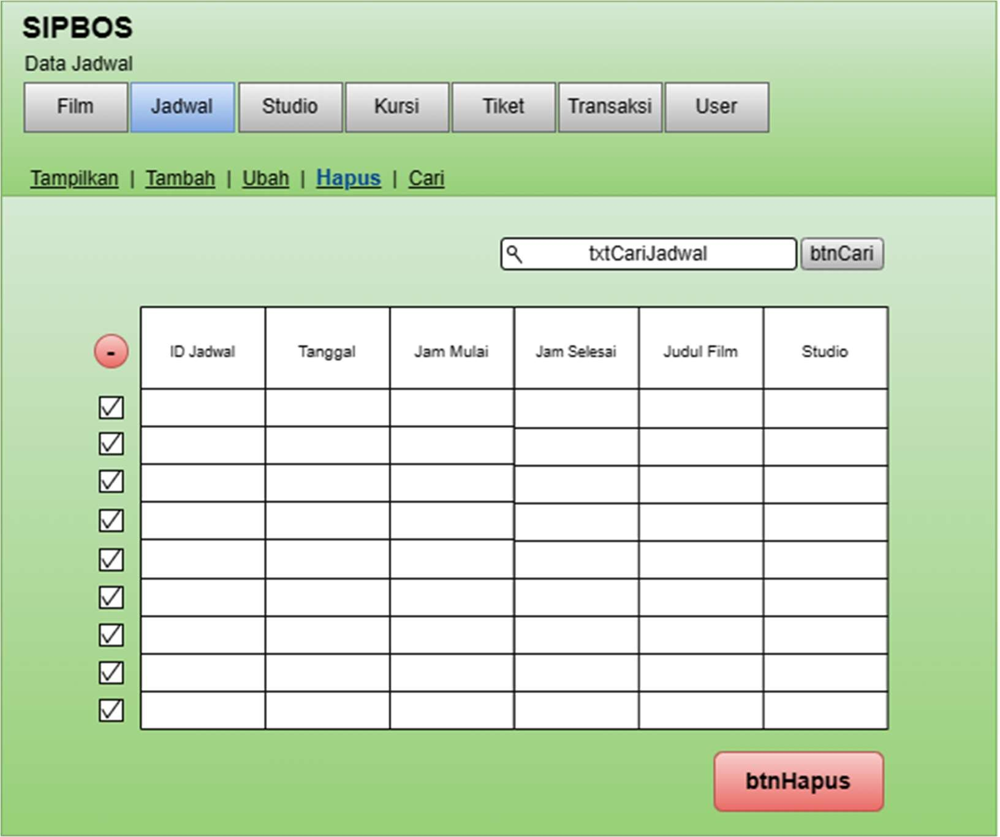 SIPBOS
Data Jadwal
Film Jadwal Studio Kursi Tiket Transaksi User
Tampilkan | Tambah | Ubah | Hapus | Cari
txtCariJadwal btnCari
- ID Jadwal Tanggal Jam Mulai Jam Selesai Judul Film Studio
btnHapus